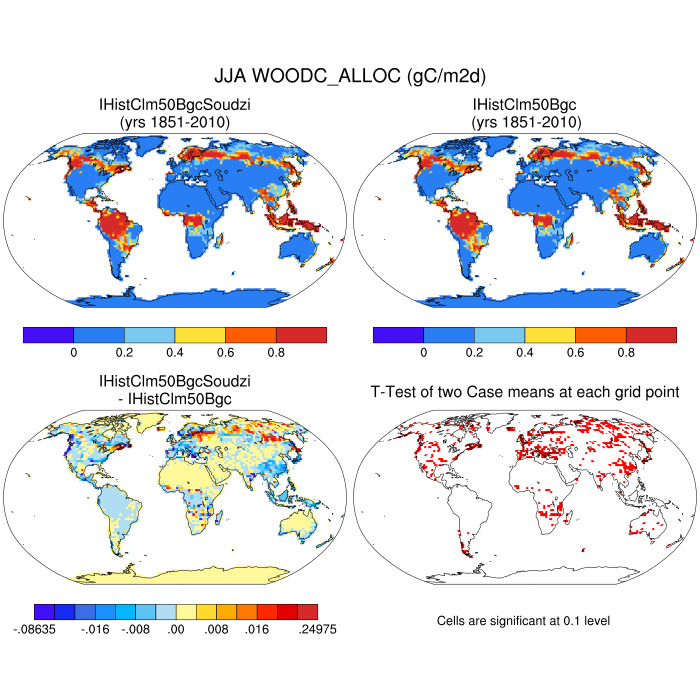 JJA WOODC_ALLOC (gC/m2d)
IHistClm50BgcSoudzi
(yrs 1851-2010)
IHistClm50Bgc
(yrs 1851-2010)
0 0.2 0.4 0.6 0.8
0 0.2 0.4 0.6 0.8
IHistClm50BgcSoudzi
- IHistClm50Bgc
T-Test of two Case means at each grid point
-.08635 -.016 -.008 .00 .008 .016 .24975
Cells are significant at 0.1 level